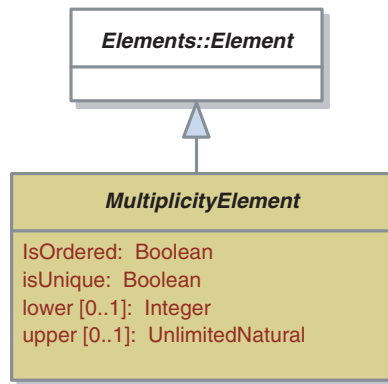 Elements::Element
MultiplicityElement
IsOrdered: Boolean
isUnique: Boolean
lower [0..1]: Integer
upper [0..1]: UnlimitedNatural